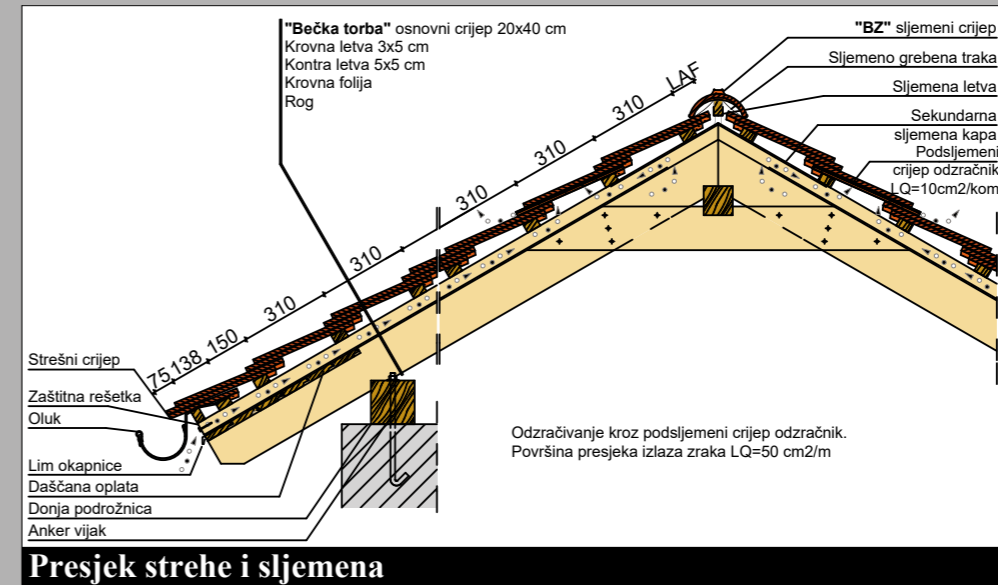 "Bečka torba" osnovni crijep 20x40 cm
Krovna letva 3x5 cm
Kontra letva 5x5 cm
Krovna folija
Rog
"BZ" sljemeni crijep
Sljemeno grebena traka
Sljemena letva
Sekundarna
sljemena kapa
Podsljemeni
crijep odzračnik
LQ=10cm2/kom
LAF
310
310
310
310
310
150
138
75
Strešni crijep
Zaštitna rešetka
Oluk
Lim okapnice
Daščana oplata
Donja podrožnica
Anker vijak
Odzračivanje kroz podsljemeni crijep odzračnik.
Površina presjeka izlaza zraka LQ=50 cm2/m
Presjek strehe i sljemena